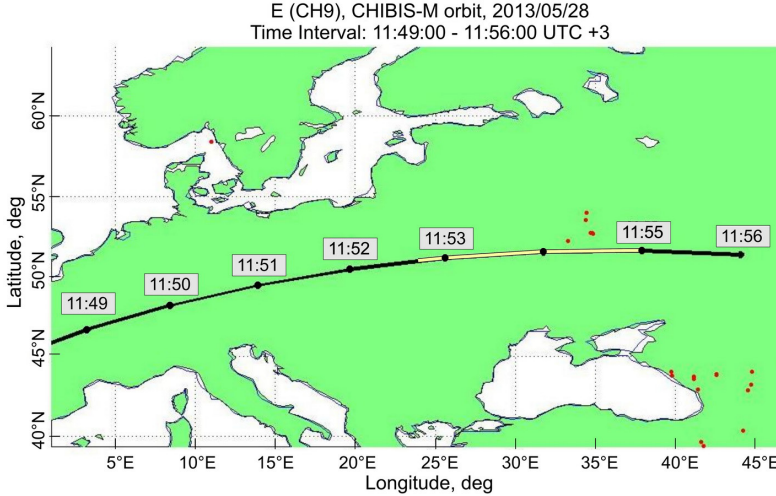 E (CH9), CHIBIS-M orbit, 2013/05/28
Time Interval: 11:49:00 - 11:56:00 UTC +3
60°N
55°N
50°N
45°N
40°N
Latitude, deg
11:49
11:50
11:51
11:52
11:53
11:55
11:56
5°E
10°E
15°E
20°E
25°E
30°E
35°E
40°E
45°E
Longitude, deg